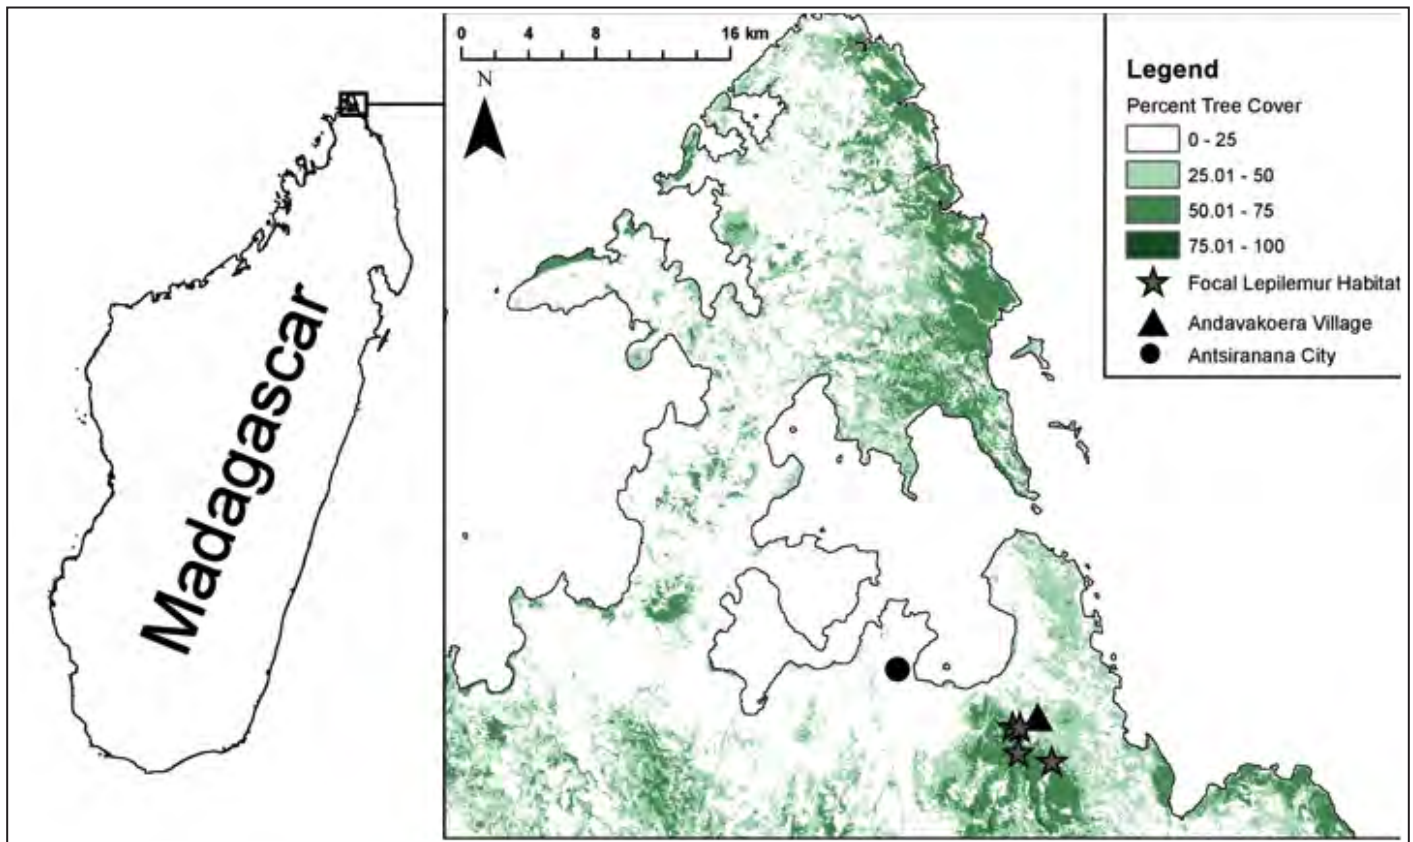 0 4 8 16 km
N
Madagascar
Legend
Percent Tree Cover
0 - 25
25.01 - 50
50.01 - 75
75.01 - 100
Focal Lepilemur Habitat
Andavakoera Village
Antsiranana City